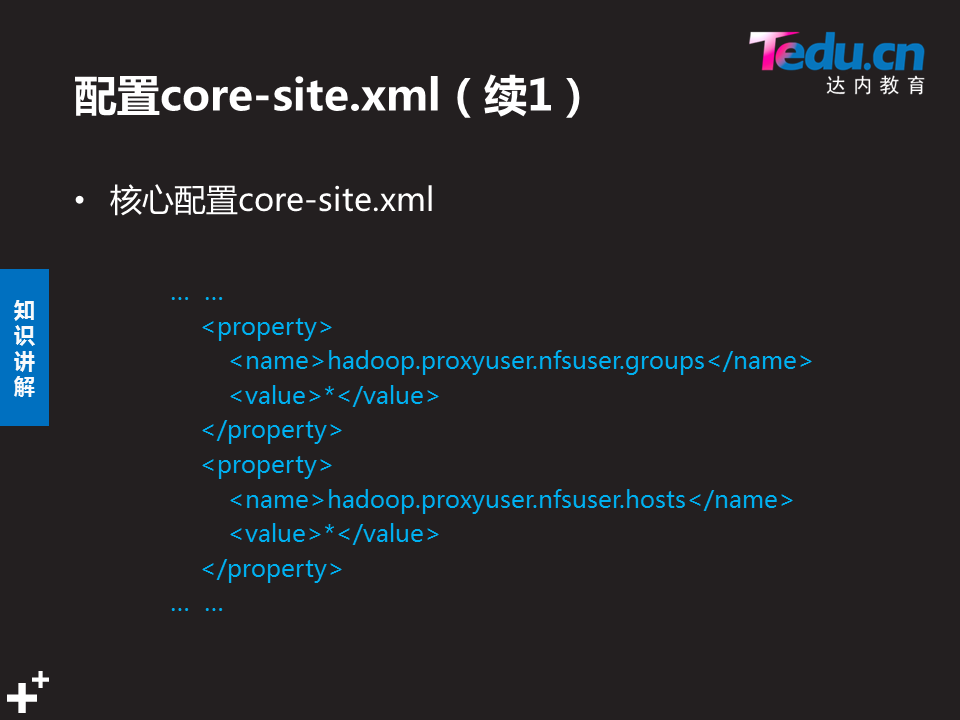 Tedu.cn
达内教育
配置core-site.xml（续1）
• 核心配置core-site.xml
知识讲解
… …
<property>
<name>hadoop.proxyuser.nfsuser.groups</name>
<value>*</value>
</property>
<property>
<name>hadoop.proxyuser.nfsuser.hosts</name>
<value>*</value>
</property>
… …